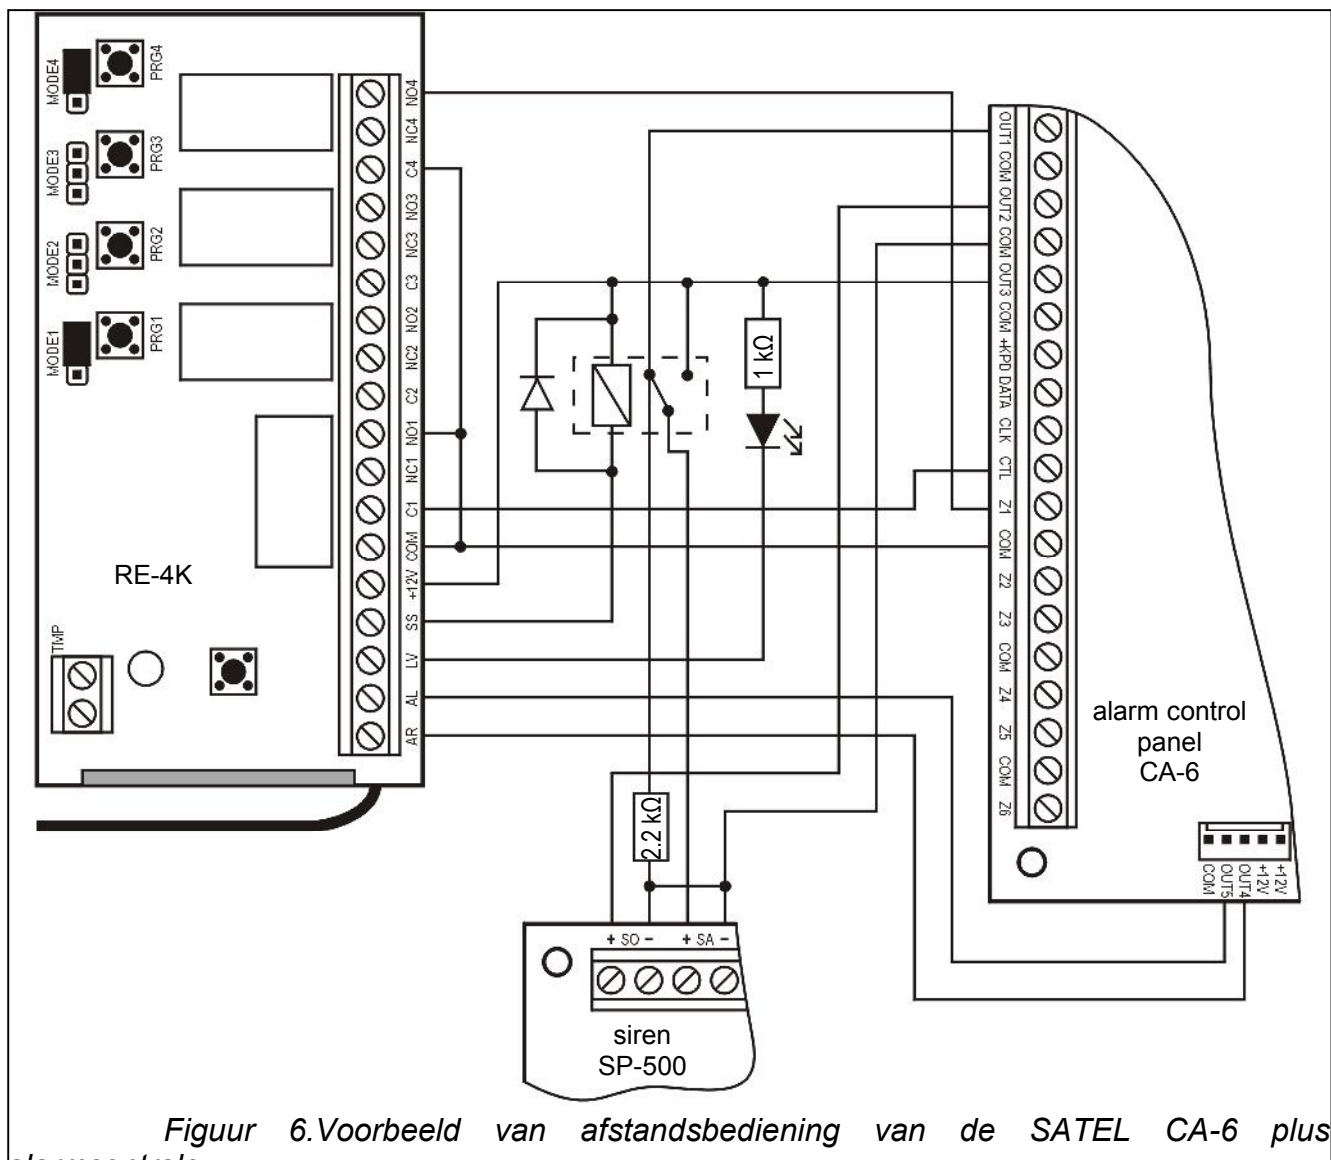 MODE4
PRG4
MODE3
PRG3
MODE2
PRG2
MODE1
PRG1
NO4
NC4
C4
NO3
NC3
C3
NO2
NC2
C2
NO1
NC1
C1
COM
+12V
SS
LV
AL
AR
RE-4K
TMP
1 kΩ
2.2 kΩ
OUT1
COM
OUT2
COM
OUT3
COM
+KPD
DATA
CLK
CTL
Z1
COM
Z2
Z3
COM
Z4
Z5
COM
Z6
alarm control
panel
CA-6
COM
OUT5
OUT4
+12V
+12V
+ SO − + SA −
siren
SP-500
Figuur 6.Voorbeeld van afstandsbediening van de SATEL CA-6 plus